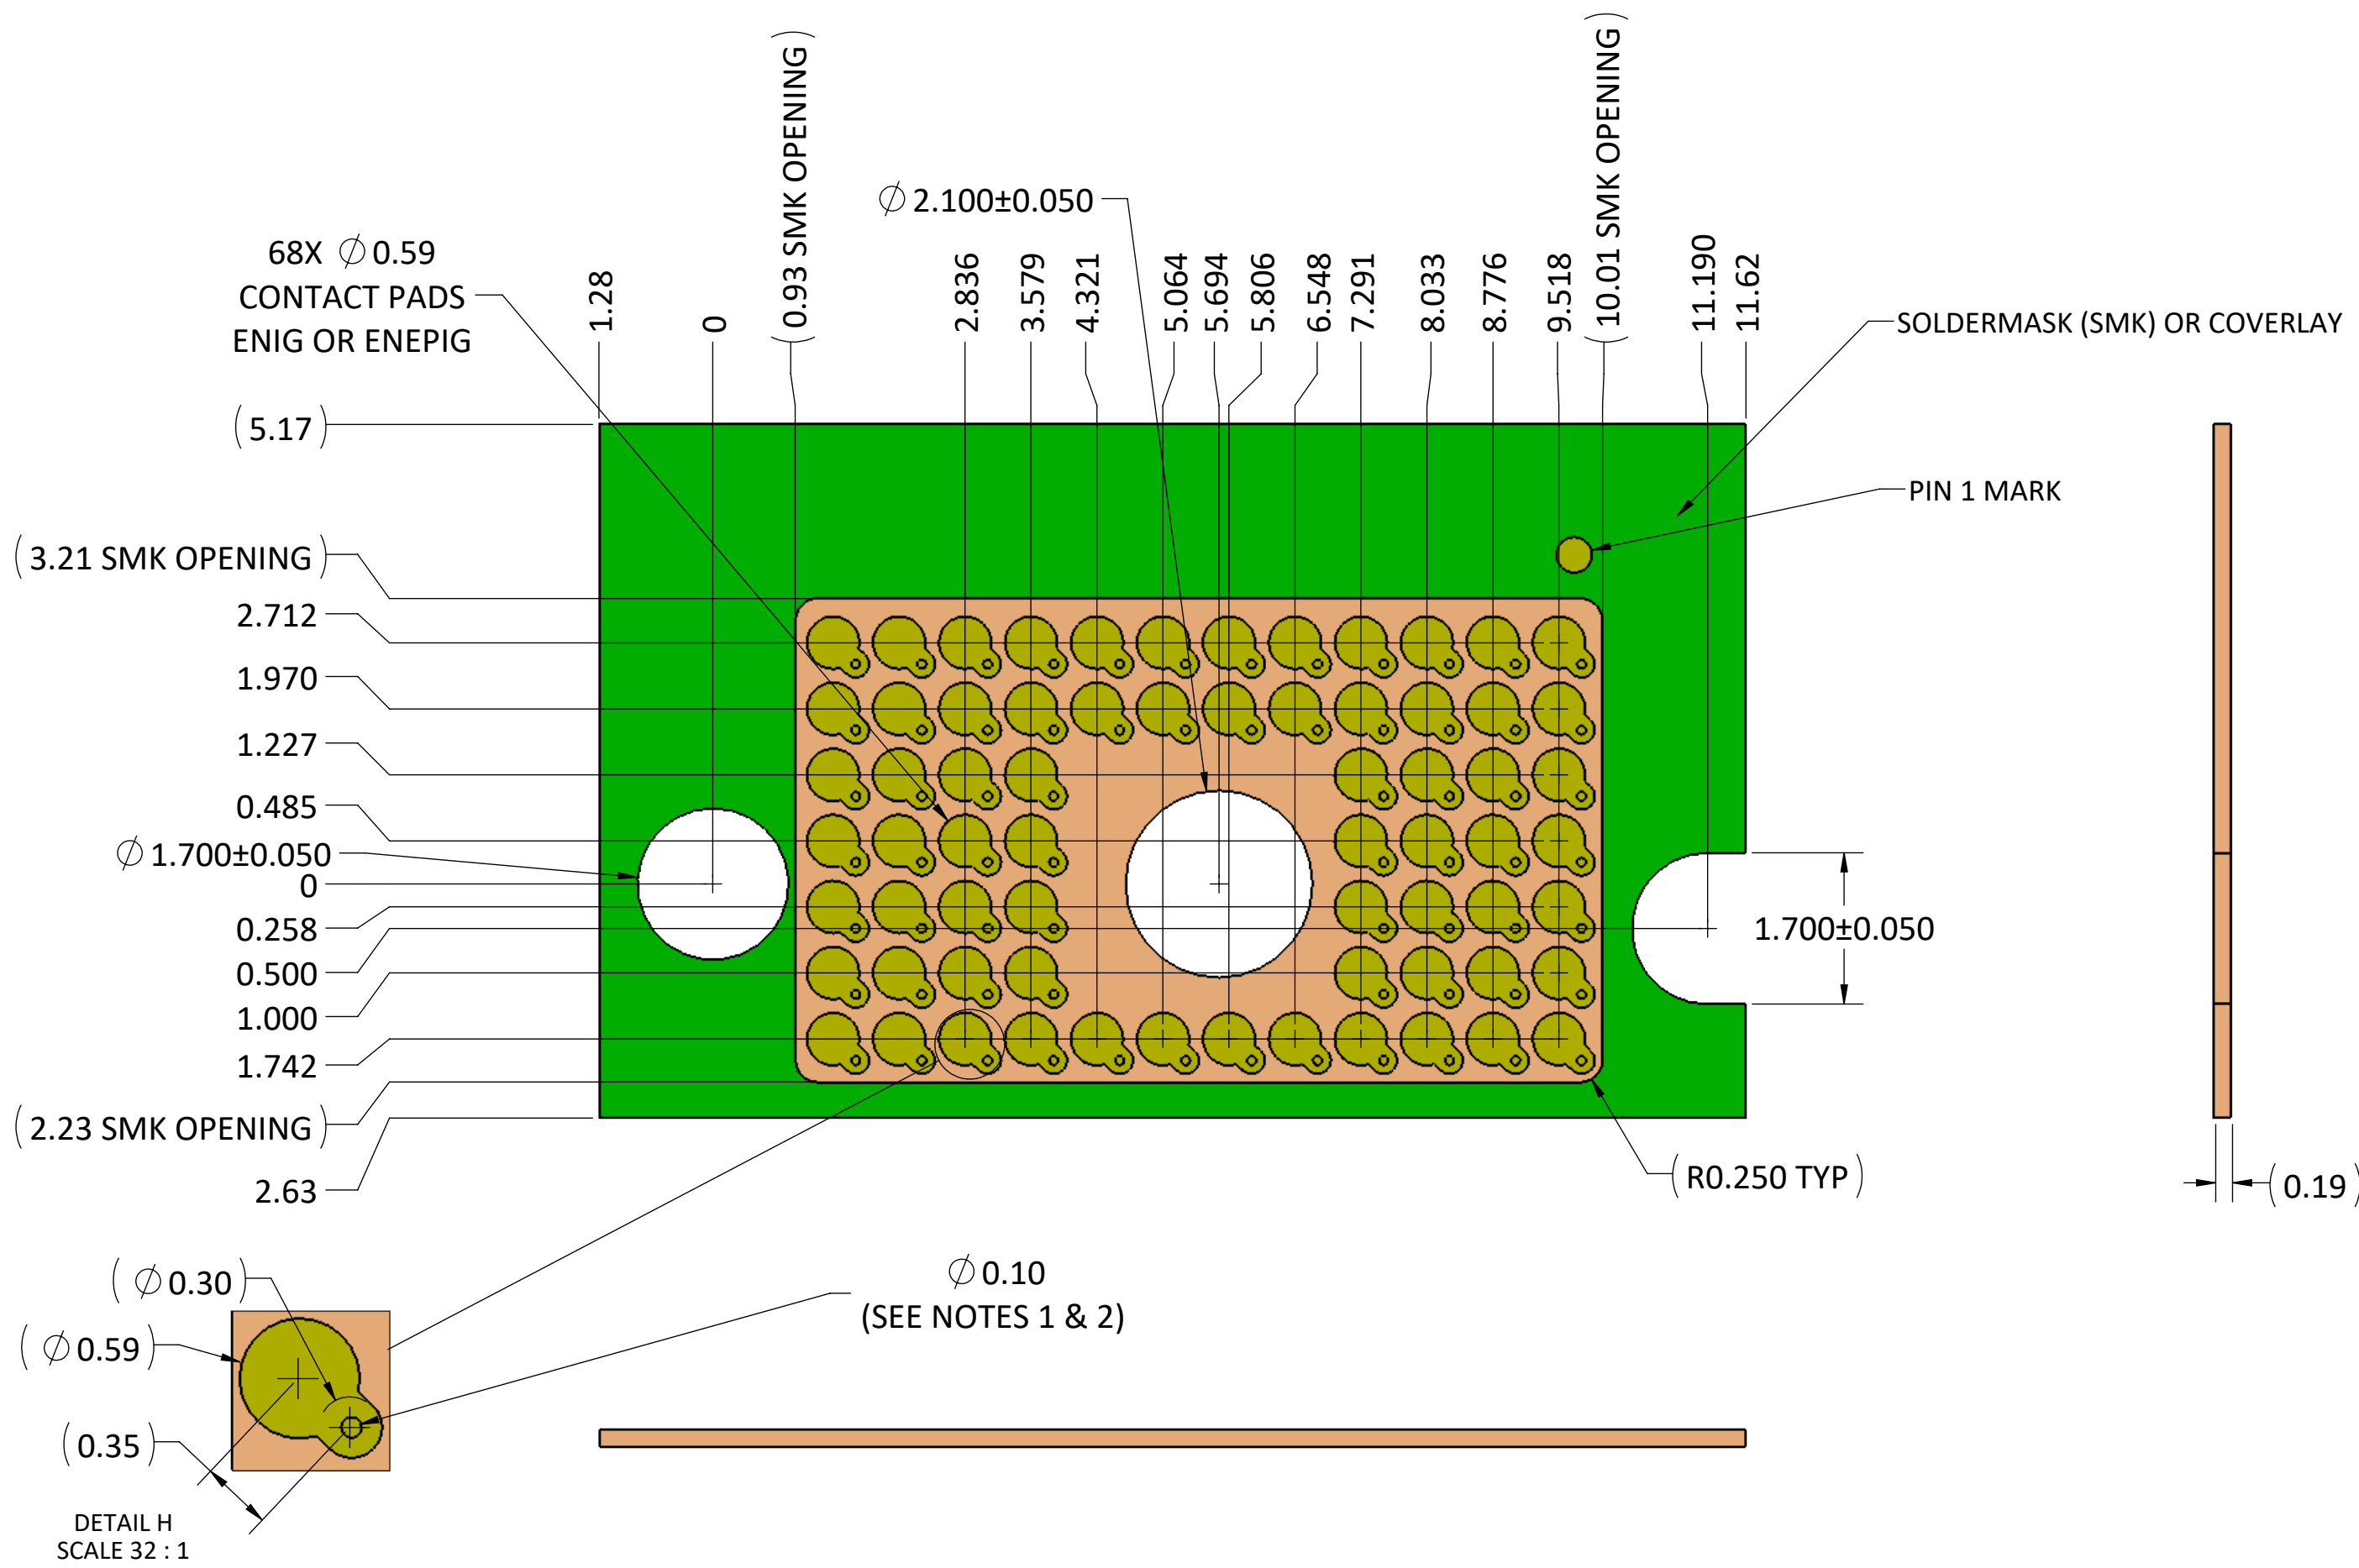 (0.93 SMK OPENING)
(10.01 SMK OPENING)
⌀ 2.100±0.050
68X ⌀ 0.59
CONTACT PADS
ENIG OR ENEPIG
1.28
0
2.836
3.579
4.321
5.064
5.694
5.806
6.548
7.291
8.033
8.776
9.518
11.190
11.62
SOLDERMASK (SMK) OR COVERLAY
(5.17)
PIN 1 MARK
(3.21 SMK OPENING)
2.712
1.970
1.227
0.485
⌀ 1.700±0.050
0
0.258
0.500
1.000
1.742
(2.23 SMK OPENING)
2.63
1.700±0.050
(R0.250 TYP)
(0.19)
(⌀ 0.30)
(⌀ 0.59)
(0.35)
⌀ 0.10
(SEE NOTES 1 & 2)
DETAIL H
SCALE 32 : 1